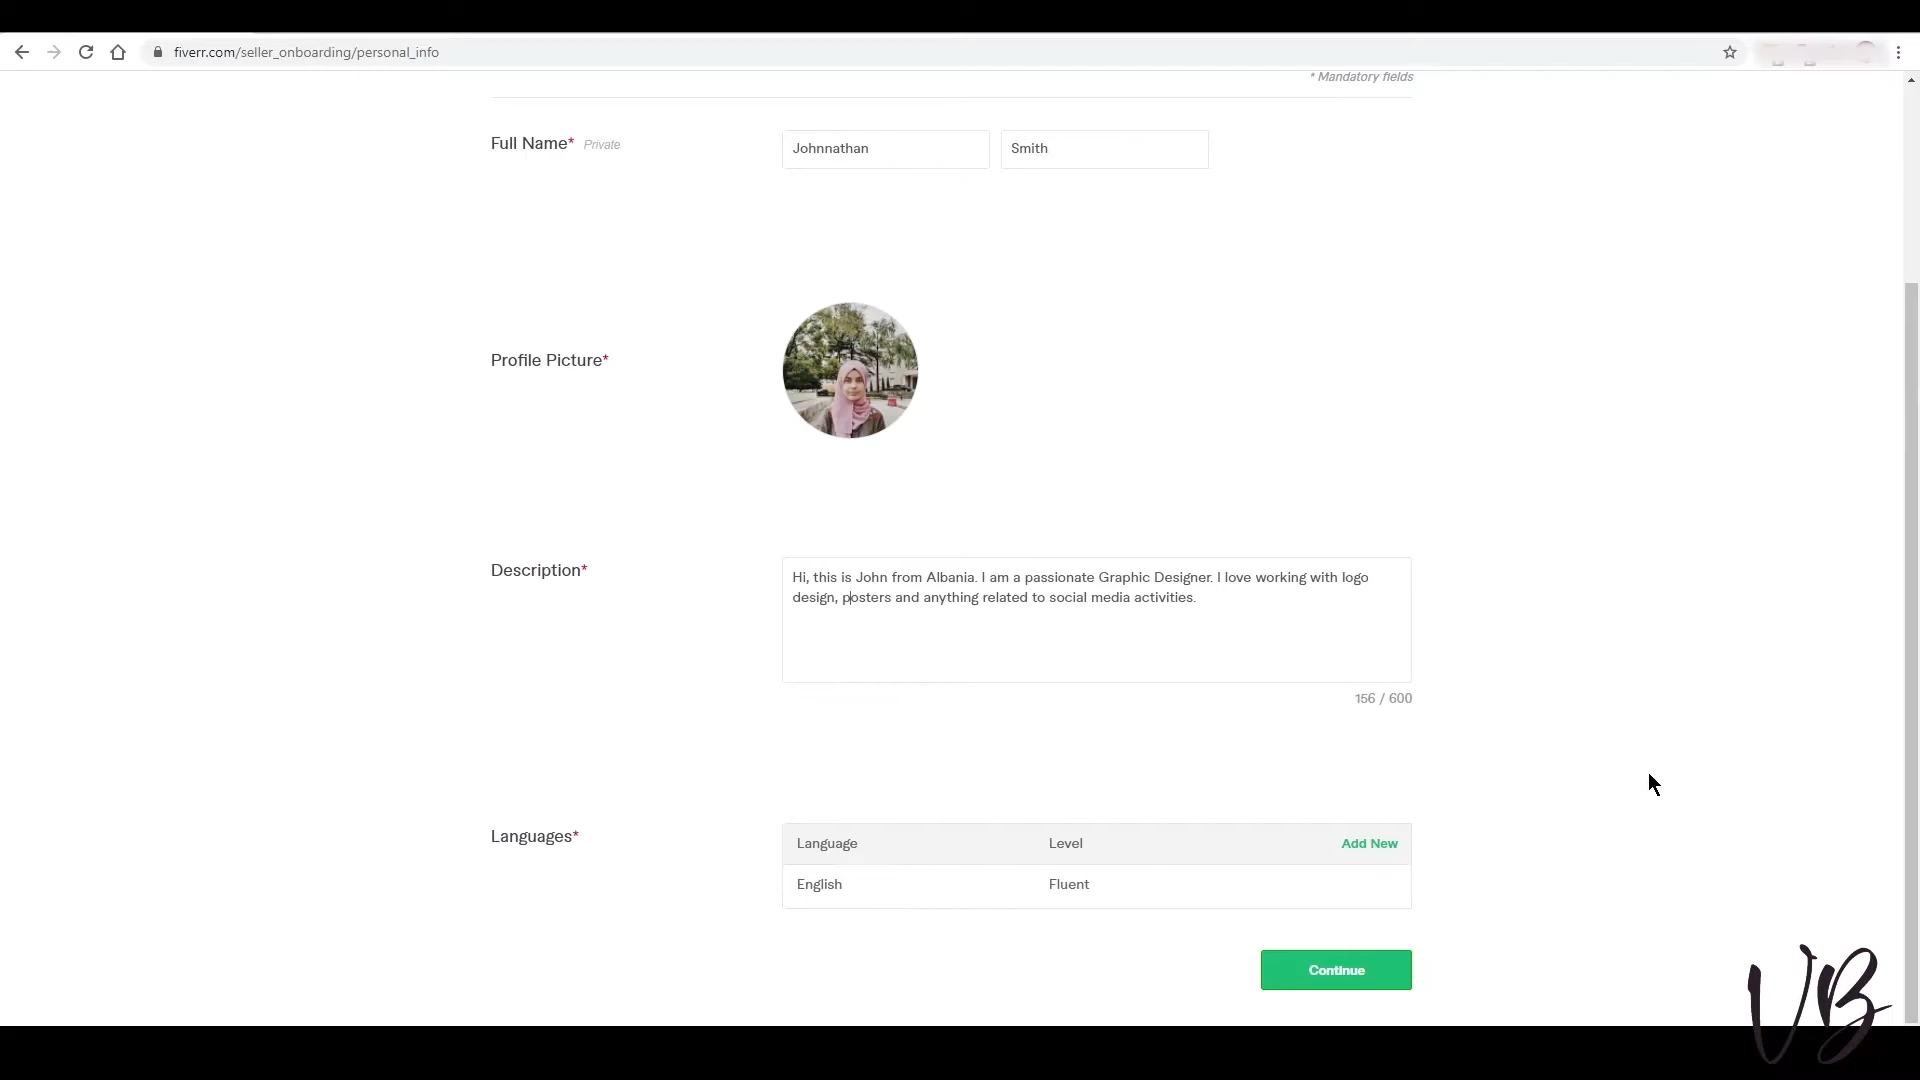 fiverr.com/seller_onboarding/personal_info
* Mandatory fields
Full Name* Private
Johnnathan
Smith
Profile Picture*
Description*
Hi, this is John from Albania. I am a passionate Graphic Designer. I love working with logo
design, posters and anything related to social media activities.
156 / 600
Languages*
Language Level Add New
English Fluent
Continue
VB